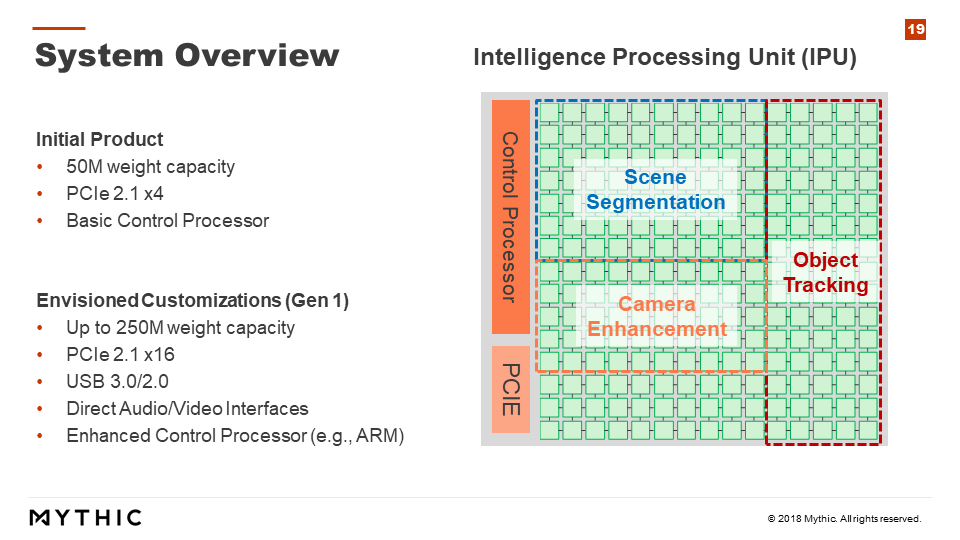 19
System Overview
Intelligence Processing Unit (IPU)
Initial Product
• 50M weight capacity
• PCIe 2.1 x4
• Basic Control Processor
Envisioned Customizations (Gen 1)
• Up to 250M weight capacity
• PCIe 2.1 x16
• USB 3.0/2.0
• Direct Audio/Video Interfaces
• Enhanced Control Processor (e.g., ARM)
Control Processor
PCIE
Scene
Segmentation
Object
Tracking
Camera
Enhancement
MYTHIC
© 2018 Mythic. All rights reserved.